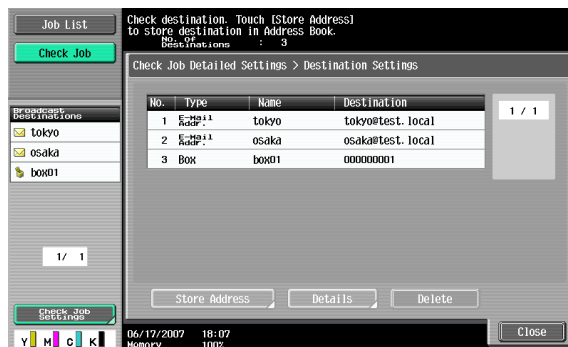 Job List
Check Job
Check destination. Touch [Store Address]
to store destination in Address Book.
No. of
Destinations : 3
Check Job Detailed Settings > Destination Settings
Broadcast
Destinations
tokyo
osaka
box01
1/ 1
Check Job
Settings
No. Type Name Destination
1 E-Mail Addr. tokyo tokyo@test.local
2 E-Mail Addr. osaka osaka@test.local
3 Box box01 000000001
1 / 1
Store Address Details Delete
Close
Y M C K
06/17/2007 18:07
Memory 100%